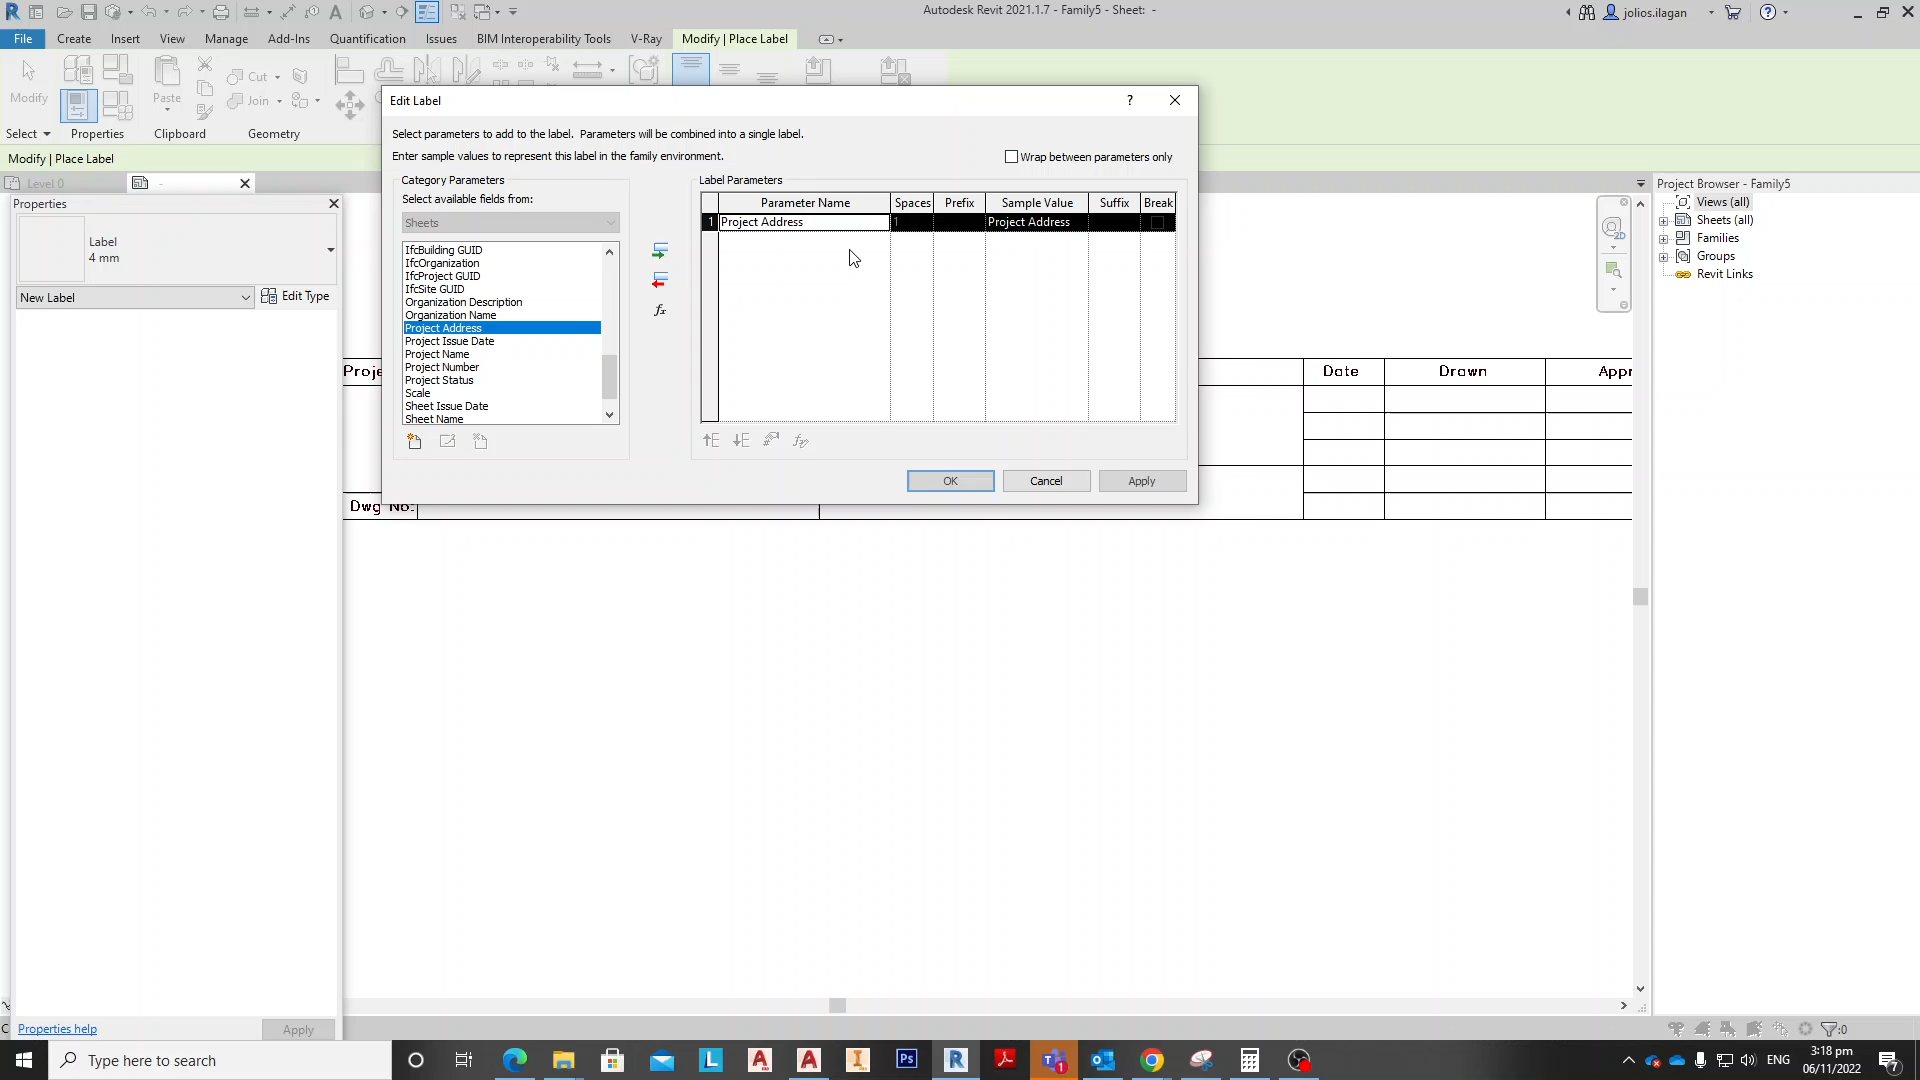 Autodesk Revit 2021.1.7 - Family5 - Sheet: -
jolios.ilagan
File Create Insert View Manage Add-Ins Quantification Issues BIM Interoperability Tools V-Ray Modify | Place Label
Modify
Paste
Cut
Join
Select Properties Clipboard Geometry
Modify | Place Label
Level 0
-
Properties
Label
4 mm
New Label
Edit Type
Properties help
Apply
Edit Label
Select parameters to add to the label. Parameters will be combined into a single label.
Enter sample values to represent this label in the family environment.
Wrap between parameters only
Category Parameters
Select available fields from:
Sheets
IfcBuilding GUID
IfcOrganization
IfcProject GUID
IfcSite GUID
Organization Description
Organization Name
Project Address
Project Issue Date
Project Name
Project Number
Project Status
Scale
Sheet Issue Date
Sheet Name
fx
Label Parameters
Parameter Name Spaces Prefix Sample Value Suffix Break
1 Project Address 1 Project Address
OK Cancel Apply
Proje
Date Drawn Appr
Dwg No:
Project Browser - Family5
Views (all)
Sheets (all)
Families
Groups
Revit Links
2D
:0
Type here to search
ENG
3:18 pm
06/11/2022
7